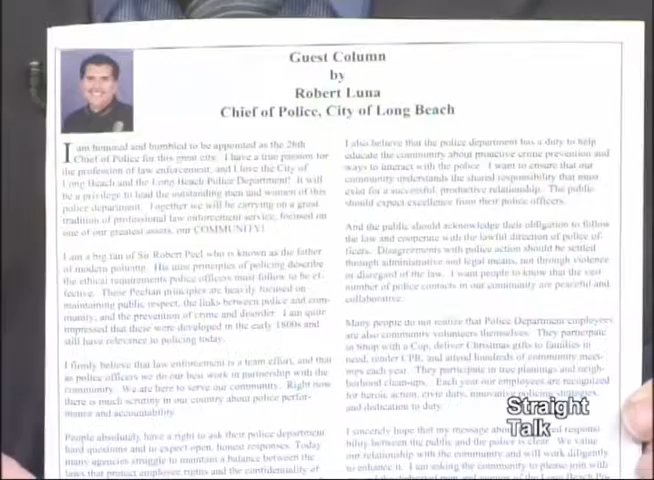 Guest Column
by
Robert Luna
Chief of Police, City of Long Beach
I am honored and humbled to be appointed as the 26th
Chief of Police for this great city. I have a true passion for
the profession of law enforcement, and I love the City of
Long Beach and the Long Beach Police Department! It will
be a privilege to lead the outstanding men and women of this
police department. Together we will be carrying on a great
tradition of professional law enforcement service, focused on
one of our greatest assets, our COMMUNITY!
I am a big fan of Sir Robert Peel who is known as the father
of modern policing. His nine principles of policing describe
the ethical requirements police officers must follow to be ef-
fective. These Peelian principles are heavily focused on
maintaining public respect, the links between police and com-
munity, and the prevention of crime and disorder. I am quite
impressed that these were developed in the early 1800s and
still have relevance to policing today.
I firmly believe that law enforcement is a team effort, and that
as police officers we do our best work in partnership with the
community. We are here to serve our community. Right now
there is much scrutiny in our country about police perfor-
mance and accountability.
People absolutely have a right to ask their police department
hard questions and to expect open, honest responses. Today
many agencies struggle to maintain a balance between the
laws that protect employee rights and the confidentiality of
I also believe that the police department has a duty to help
educate the community about proactive crime prevention and
ways to interact with the police. I want to ensure that our
community understands the shared responsibility that must
exist for a successful, productive relationship. The public
should expect excellence from their police officers.
And the public should acknowledge their obligation to follow
the law and cooperate with the lawful direction of police of-
ficers. Disagreements with police action should be settled
through administrative and legal means, not through violence
or disregard of the law. I want people to know that the vast
number of police contacts in our community are peaceful and
collaborative.
Many people do not realize that Police Department employees
are also community volunteers themselves. They participate
in Shop with a Cop, deliver Christmas gifts to families in
need, render CPR, and attend hundreds of community meet-
ings each year. They participate in tree plantings and neigh-
borhood clean-ups. Each year our employees are recognized
for heroic action, civic duty, innovative policing strategies,
and dedication to duty.
I sincerely hope that my message about responsi-
bility between the public and the police is clear. We value
our relationship with the community and will work diligently
to enhance it. I am asking the community to please join with
Straight
Talk